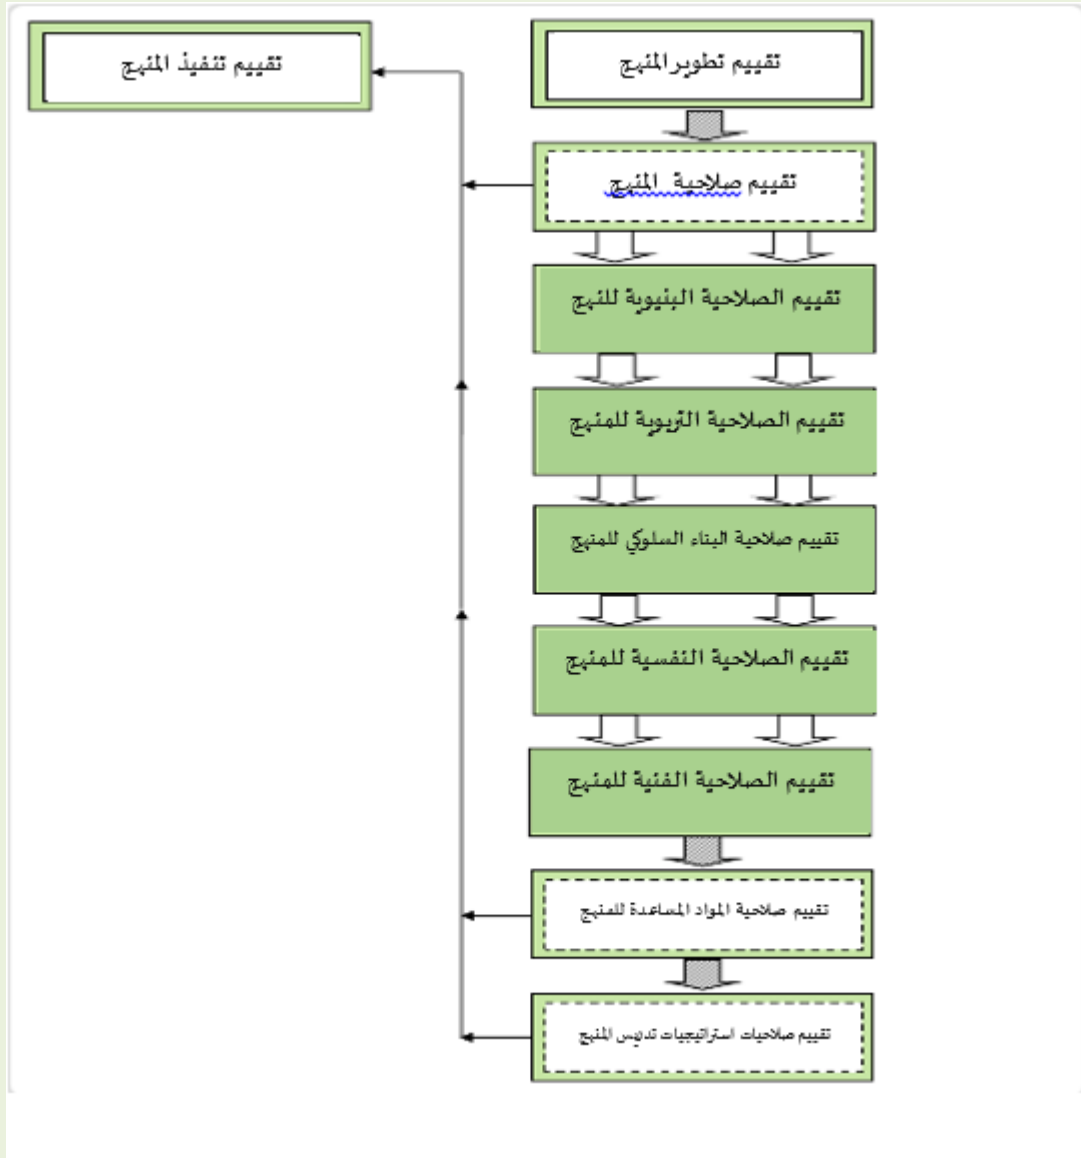 تقييم تطوير المنهج
تقييم تنفيذ المنهج
تقييم صلاحية المنهج
تقييم الصلاحية البنيوية للنهج
تقييم الصلاحية التربوية للمنهج
تقييم صلاحية البناء السلوكي للمنهج
تقييم الصلاحية النفسية للمنهج
تقييم الصلاحية الفنية للمنهج
تقييم صلاحية المواد المساعدة للمنهج
تقييم صلاحيات استراتيجيات تدريس المنهج